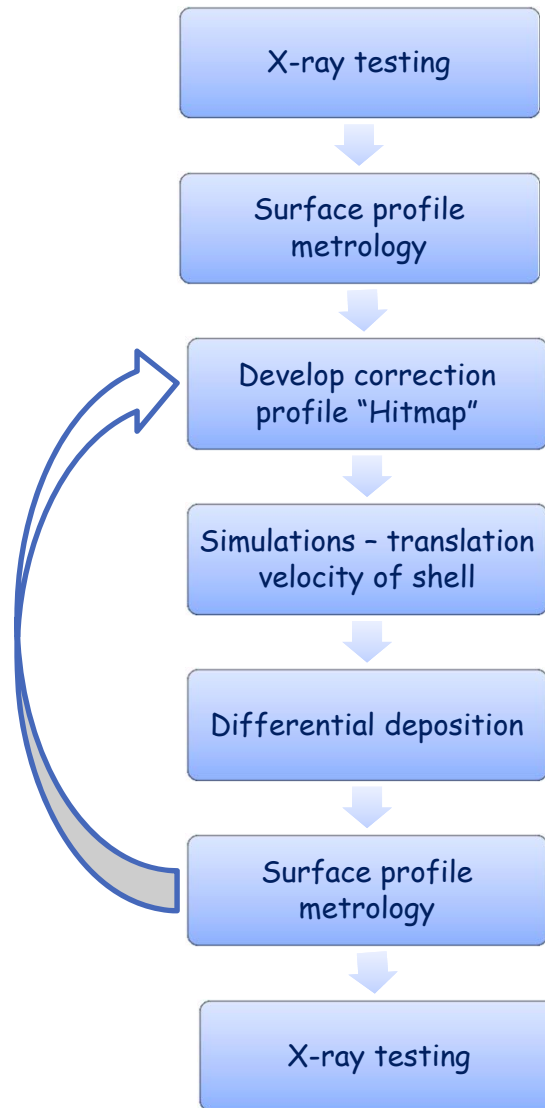 X-ray testing
Surface profile
metrology
Develop correction
profile “Hitmap”
Simulations – translation
velocity of shell
Differential deposition
Surface profile
metrology
X-ray testing